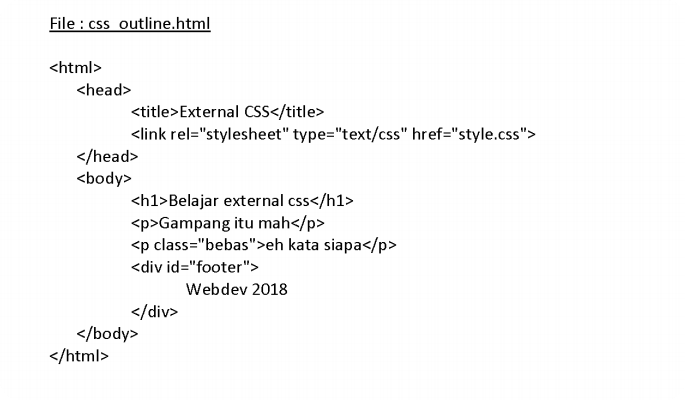 File : css_outline.html
<html>
<head>
<title>External CSS</title>
<link rel="stylesheet" type="text/css" href="style.css">
</head>
<body>
<h1>Belajar external css</h1>
<p>Gampang itu mah</p>
<p class="bebas">eh kata siapa</p>
<div id="footer">
Webdev 2018
</div>
</body>
</html>